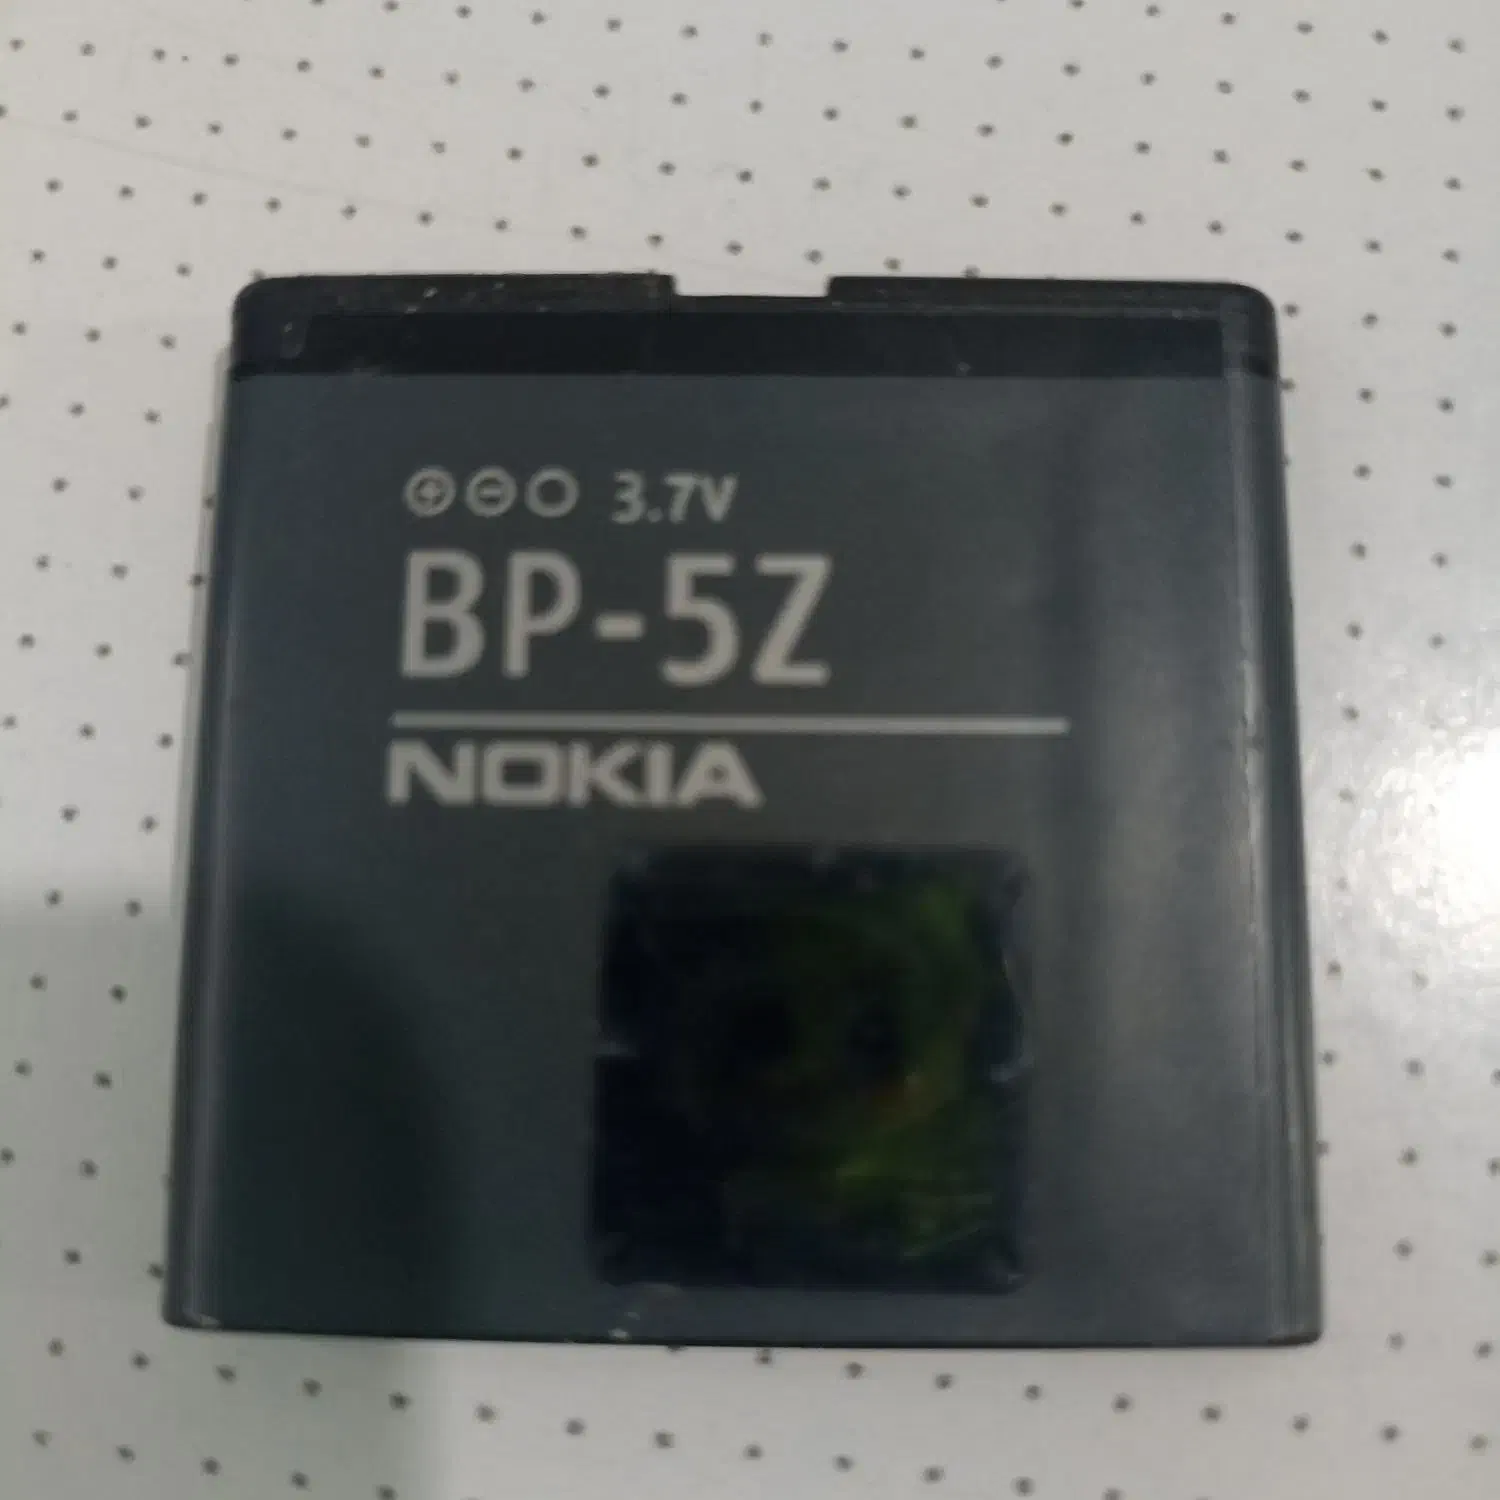 ⊕⊖○ 3.7V
BP-5Z
NOKIA